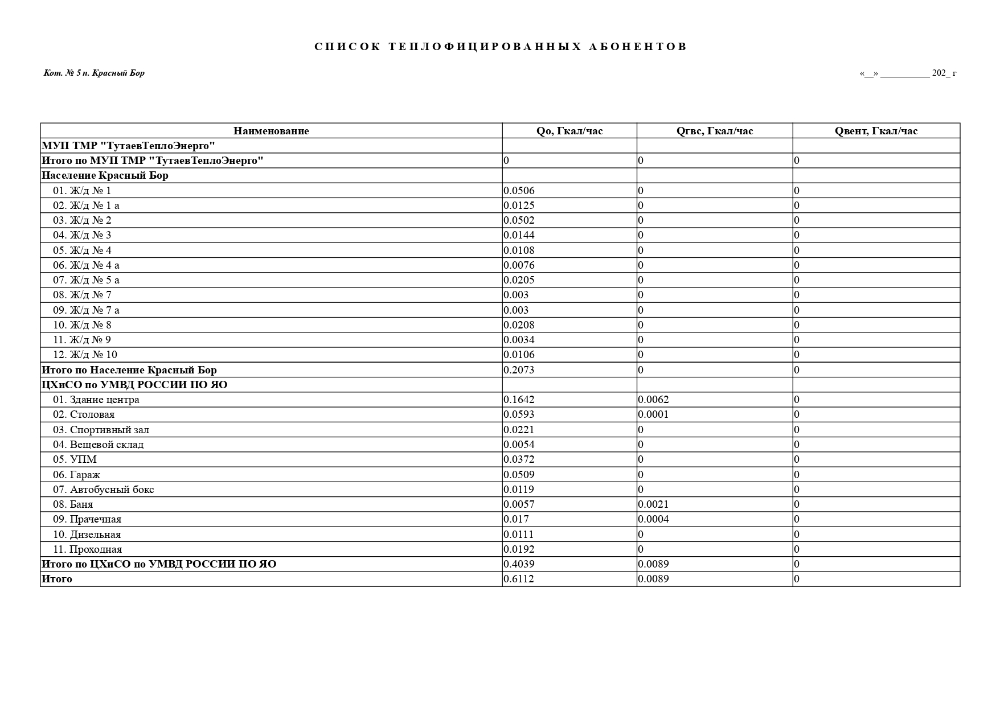 СПИСОК ТЕПЛОФИЦИРОВАННЫХ АБОНЕНТОВ
Кот. № 5 п. Красный Бор «__» ___________ 202_ г
Наименование Qо, Гкал/час Qгвс, Гкал/час Qвент, Гкал/час
МУП ТМР "ТутаевТеплоЭнерго"
Итого по МУП ТМР "ТутаевТеплоЭнерго" 0 0 0
Население Красный Бор
01. Ж/д № 1 0.0506 0 0
02. Ж/д № 1 а 0.0125 0 0
03. Ж/д № 2 0.0502 0 0
04. Ж/д № 3 0.0144 0 0
05. Ж/д № 4 0.0108 0 0
06. Ж/д № 4 а 0.0076 0 0
07. Ж/д № 5 а 0.0205 0 0
08. Ж/д № 7 0.003 0 0
09. Ж/д № 7 а 0.003 0 0
10. Ж/д № 8 0.0208 0 0
11. Ж/д № 9 0.0034 0 0
12. Ж/д № 10 0.0106 0 0
Итого по Население Красный Бор 0.2073 0 0
ЦХиСО по УМВД РОССИИ ПО ЯО
01. Здание центра 0.1642 0.0062 0
02. Столовая 0.0593 0.0001 0
03. Спортивный зал 0.0221 0 0
04. Вещевой склад 0.0054 0 0
05. УПМ 0.0372 0 0
06. Гараж 0.0509 0 0
07. Автобусный бокс 0.0119 0 0
08. Баня 0.0057 0.0021 0
09. Прачечная 0.017 0.0004 0
10. Дизельная 0.0111 0 0
11. Проходная 0.0192 0 0
Итого по ЦХиСО по УМВД РОССИИ ПО ЯО 0.4039 0.0089 0
Итого 0.6112 0.0089 0